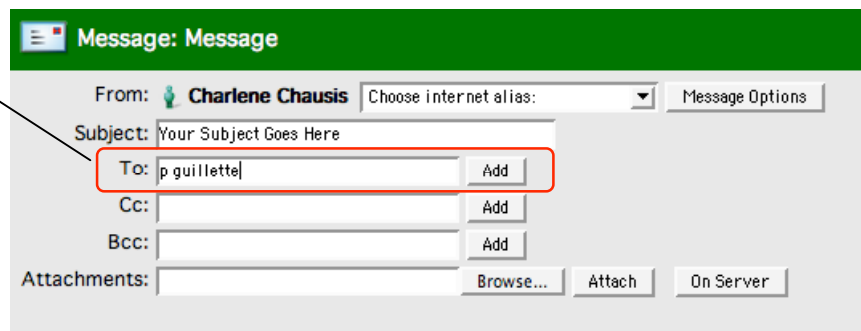 Message: Message
From: Charlene Chausis Choose internet alias: Message Options
Subject: Your Subject Goes Here
To: p guillette Add
Cc: Add
Bcc: Add
Attachments: Browse... Attach On Server